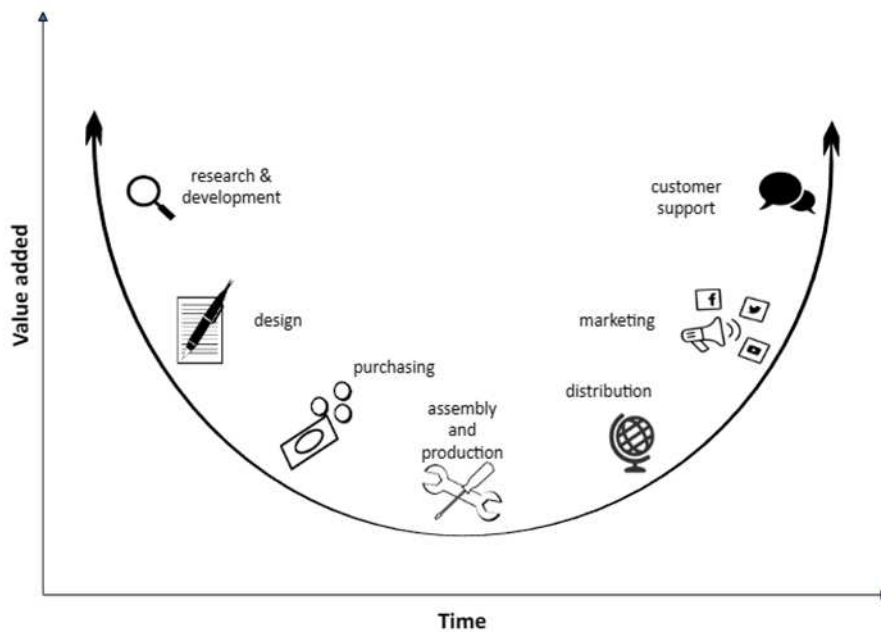 research &
development
customer
support
Value added
design
marketing
f
purchasing
distribution
assembly
and
production
Time